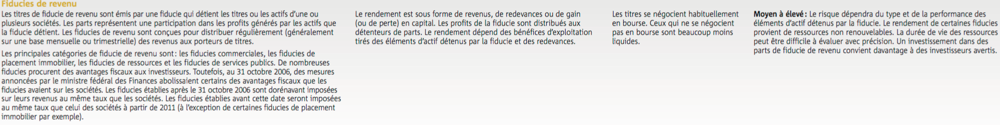 Fiducies de revenu
Les titres de fiducie de revenu sont émis par une fiducie qui détient les titres ou les actifs d’une ou
plusieurs sociétés. Les parts représentent une participation dans les profits générés par les actifs que
la fiducie détient. Les fiducies de revenu sont conçues pour distribuer régulièrement (généralement
sur une base mensuelle ou trimestrielle) des revenus aux porteurs de titres.
Les principales catégories de fiducie de revenu sont : les fiducies commerciales, les fiducies de
placement immobilier, les fiducies de ressources et les fiducies de services publics. De nombreuses
fiducies procurent des avantages fiscaux aux investisseurs. Toutefois, au 31 octobre 2006, des mesures
annoncées par le ministre fédéral des Finances abolissaient certains des avantages fiscaux que les
fiducies avaient sur les sociétés. Les fiducies établies après le 31 octobre 2006 sont dorénavant imposées
sur leurs revenus au même taux que les sociétés. Les fiducies établies avant cette date seront imposées
au même taux que celui des sociétés à partir de 2011 (à l’exception de certaines fiducies de placement
immobilier par exemple).
Le rendement est sous forme de revenus, de redevances ou de gain
(ou de perte) en capital. Les profits de la fiducie sont distribués aux
détenteurs de parts. Le rendement dépend des bénéfices d’exploitation
tirés des éléments d’actif détenus par la fiducie et des redevances.
Les titres se négocient habituellement
en bourse. Ceux qui ne se négocient
pas en bourse sont beaucoup moins
liquides.
Moyen à élevé : Le risque dépendra du type et de la performance des
éléments d’actif détenus par la fiducie. Le rendement de certaines fiducies
provient de ressources non renouvelables. La durée de vie des ressources
peut être difficile à évaluer avec précision. Un investissement dans des
parts de fiducie de revenu convient davantage à des investisseurs avertis.